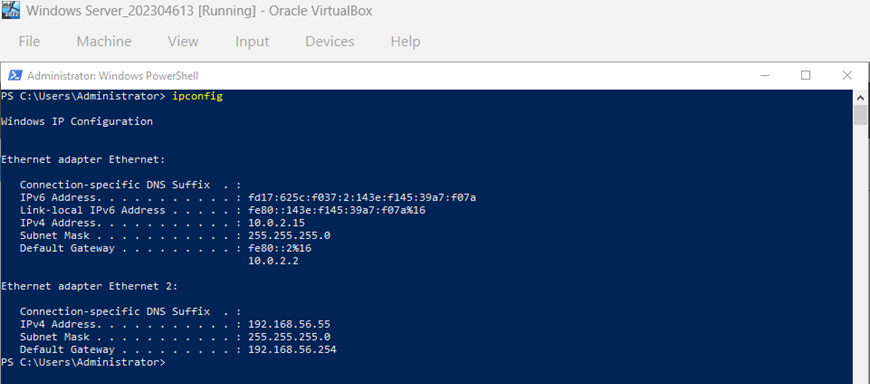 Windows Server_202304613 [Running] - Oracle VirtualBox
File Machine View Input Devices Help
Administrator: Windows PowerShell
PS C:\Users\Administrator> ipconfig
Windows IP Configuration
Ethernet adapter Ethernet:
Connection-specific DNS Suffix . :
IPv6 Address. . . . . . . . . . . : fd17:625c:f037:2:143e:f145:39a7:f07a
Link-local IPv6 Address . . . . . : fe80::143e:f145:39a7:f07a%16
IPv4 Address. . . . . . . . . . . : 10.0.2.15
Subnet Mask . . . . . . . . . . . : 255.255.255.0
Default Gateway . . . . . . . . . : fe80::2%16
10.0.2.2
Ethernet adapter Ethernet 2:
Connection-specific DNS Suffix . :
IPv4 Address. . . . . . . . . . . : 192.168.56.55
Subnet Mask . . . . . . . . . . . : 255.255.255.0
Default Gateway . . . . . . . . . : 192.168.56.254
PS C:\Users\Administrator>